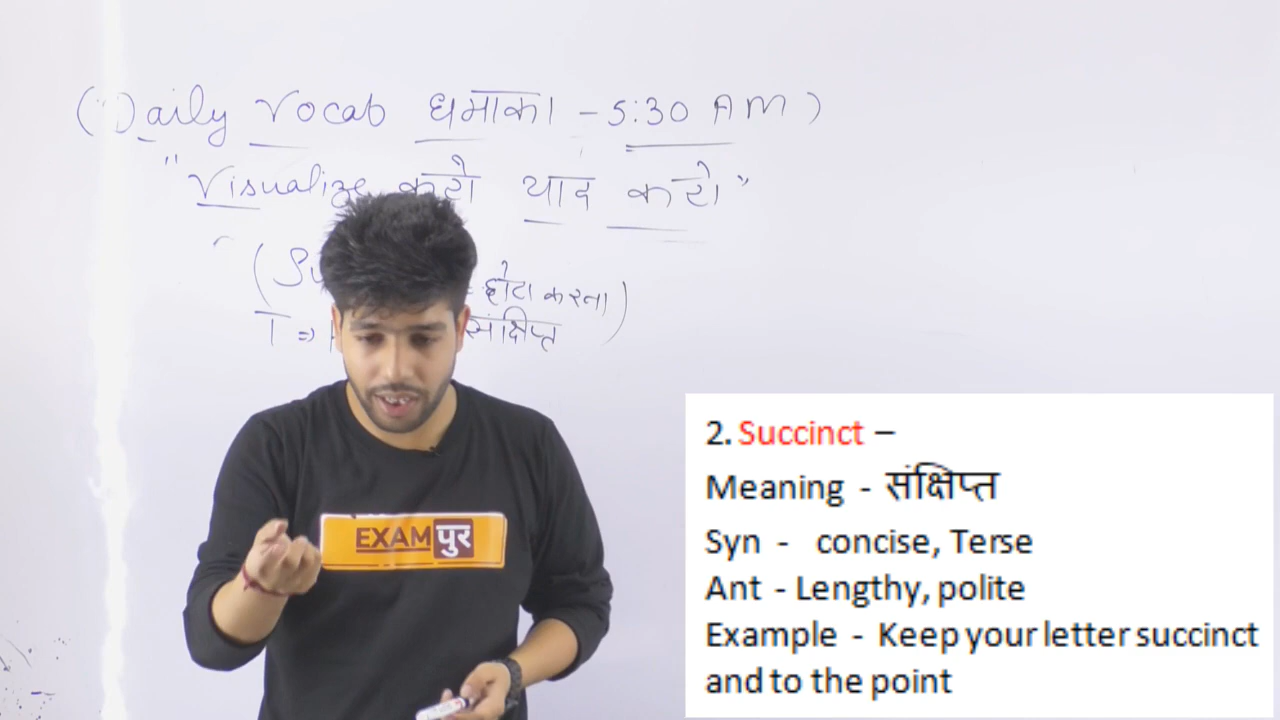 (Daily Vocab धमाका - 5:30 AM)
"Visualize करो याद करो"
(Su छोटा करना)
T => संक्षिप्त
EXAMपुर
2. Succinct –
Meaning - संक्षिप्त
Syn - concise, Terse
Ant - Lengthy, polite
Example - Keep your letter succinct
and to the point